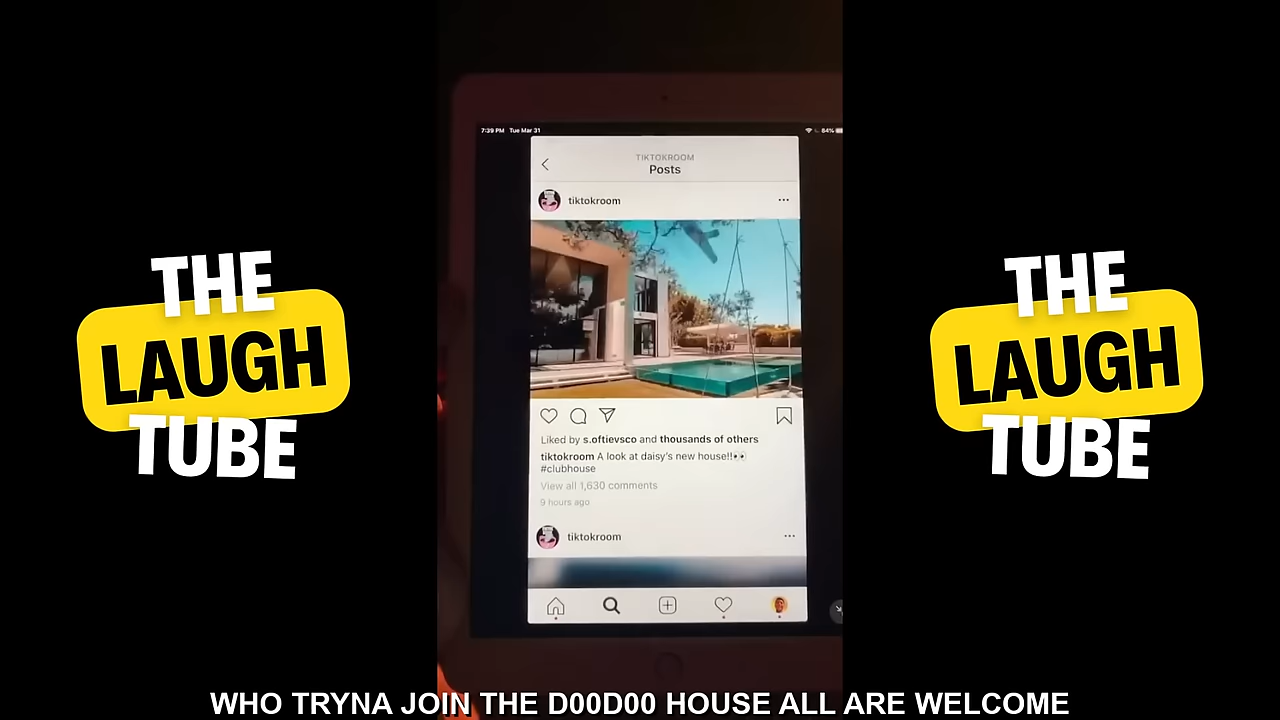 THE
LAUGH
TUBE
7:39 PM Tue Mar 31
84%
TIKTOKROOM
Posts
tiktokroom
Liked by s.oftievsco and thousands of others
tiktokroom A look at daisy's new house!!👀
#clubhouse
View all 1,630 comments
9 hours ago
tiktokroom
THE
LAUGH
TUBE
WHO TRYNA JOIN THE D00D00 HOUSE ALL ARE WELCOME